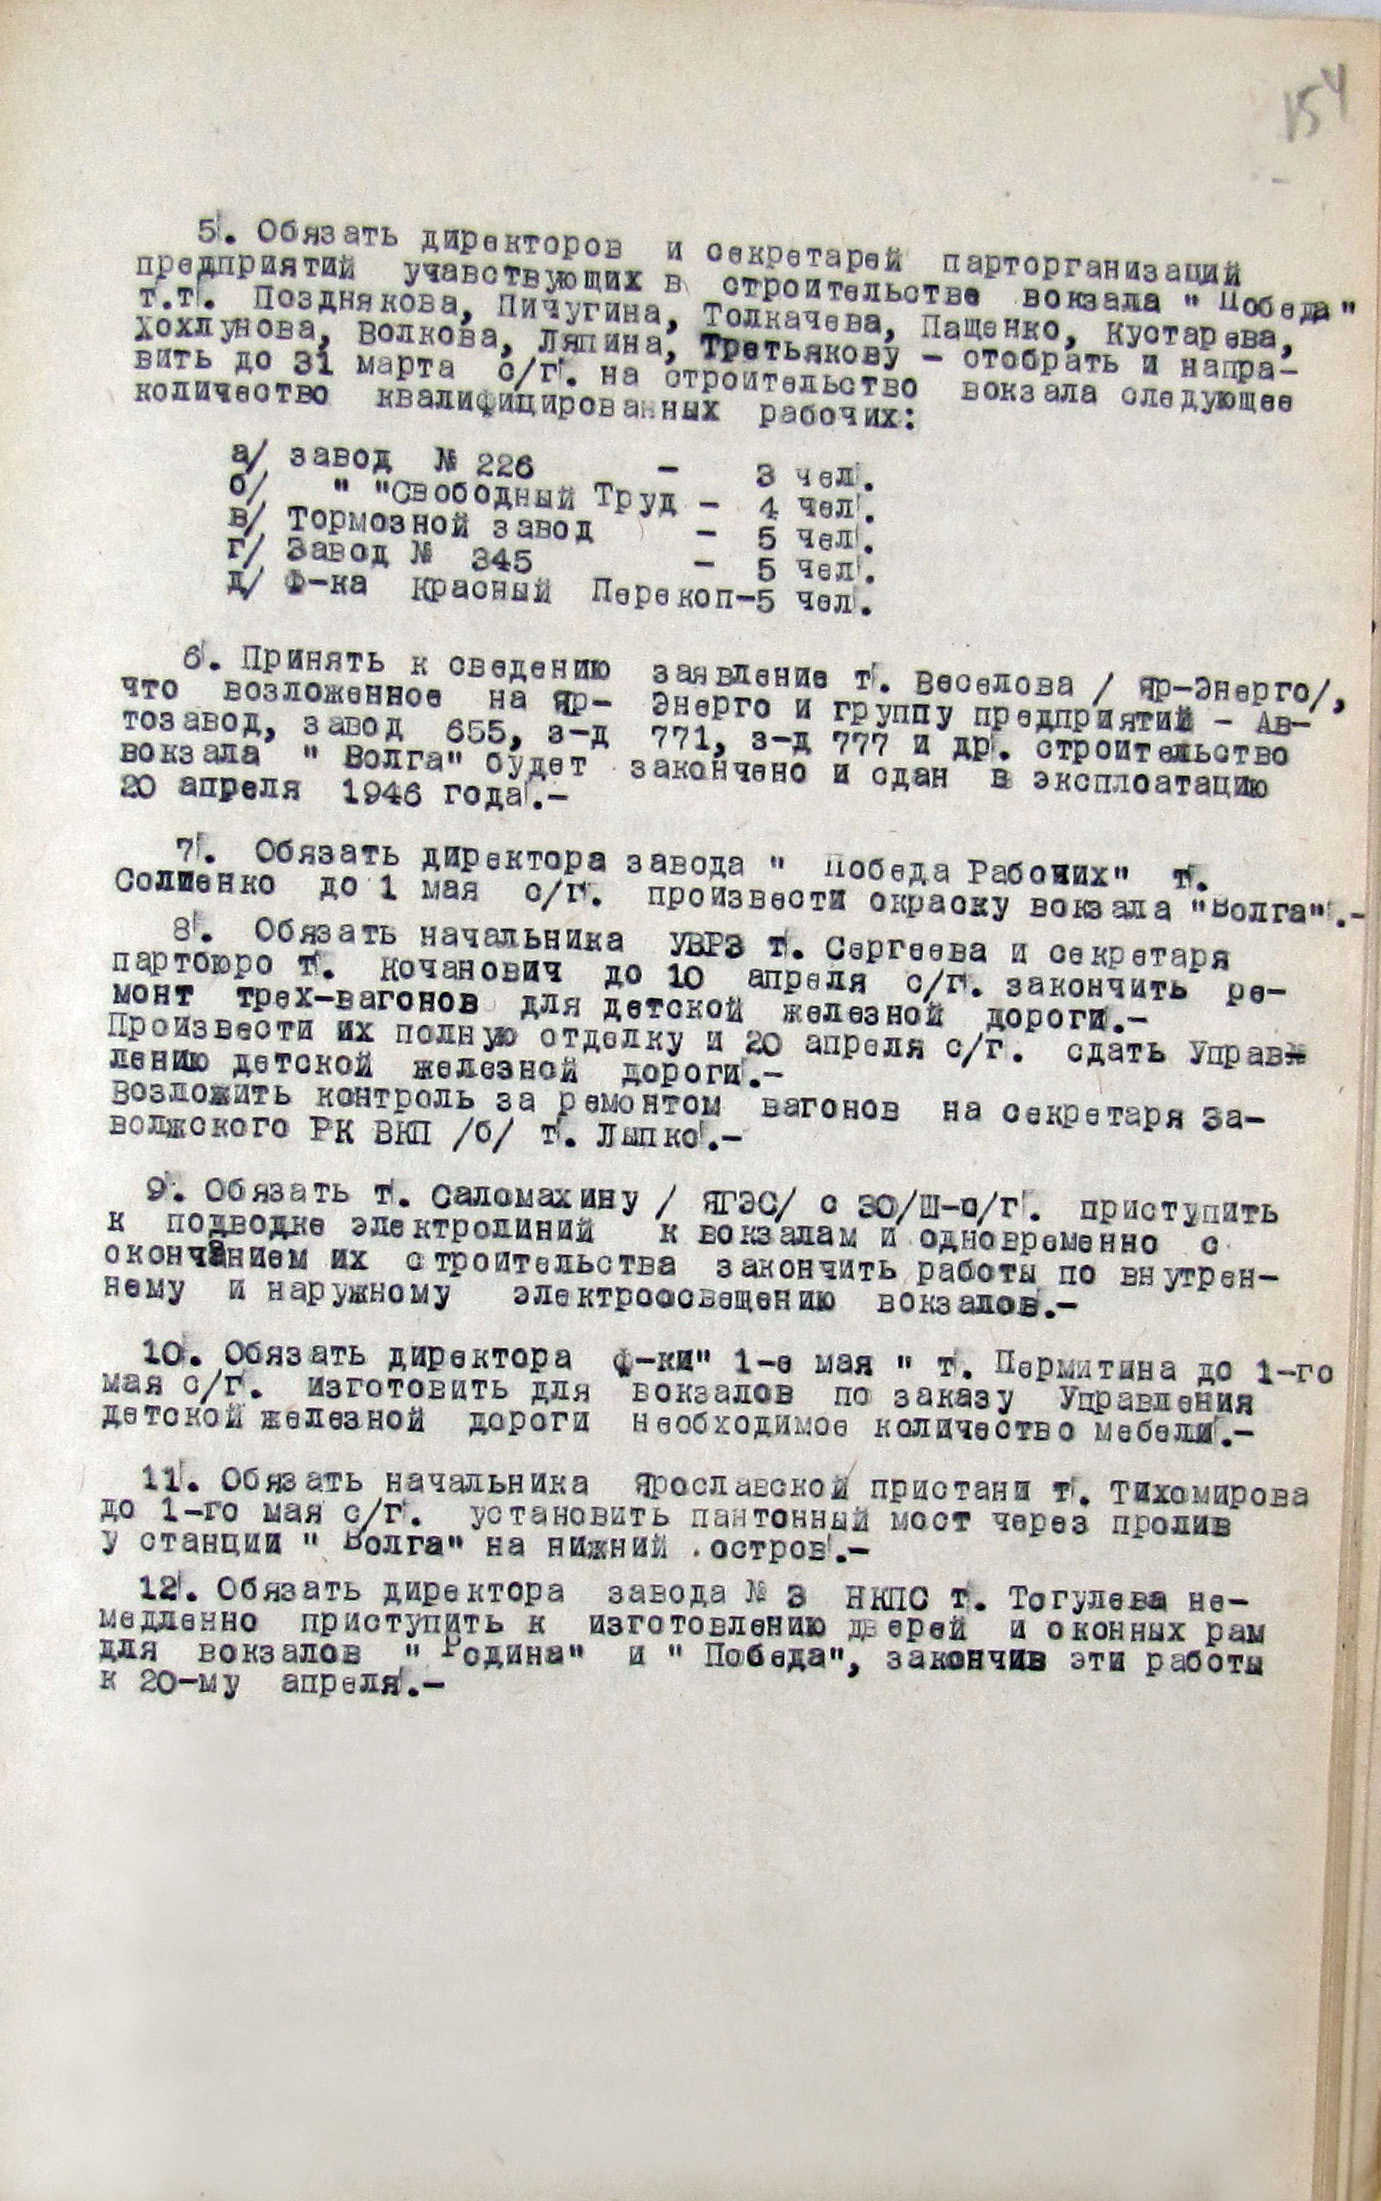 154
5. Обязать директоров и секретарей парторганизаций
предприятий учавствующих в строительстве вокзала " Победа"
т.т. Позднякова, Пичугина, Толкачева, Пащенко, Кустарева,
Хохлунова, Волкова, Ляпина, Третьякову - отобрать и напра-
вить до 31 марта с/г. на строительство вокзала следующее
количество квалифицированных рабочих:
а/ завод № 226 - 3 чел.
б/ " "Свободный Труд - 4 чел.
в/ Тормозной завод - 5 чел.
г/ Завод № 345 - 5 чел.
д/ Ф-ка Красный Перекоп-5 чел.
6. Принять к сведению заявление т. Веселова / Яр-Энерго/,
что возложенное на Яр- Энерго и группу предприятий - Ав-
тозавод, завод 655, з-д 771, з-д 777 и др. строительство
вокзала " Волга" будет закончено и сдан в эксплоатацию
20 апреля 1946 года.-
7. Обязать директора завода " Победа Рабочих" т.
Солиенко до 1 мая с/г. произвести окраску вокзала "Волга".-
8. Обязать начальника УВРЗ т. Сергеева и секретаря
партбюро т. Кочанович до 10 апреля с/г. закончить ре-
монт трех-вагонов для детской железной дороги.-
Произвести их полную отделку и 20 апреля с/г. сдать Управ-
лению детской железной дороги.-
Возложить контроль за ремонтом вагонов на секретаря За-
волжского РК ВКП /б/ т. Лыпко.-
9. Обязать т. Саломахину / ЯГЭС/ с 30/Ш-с/г. приступить
к подводке электролиний к вокзалам и одновременно с
окончанием их строительства закончить работы по внутрен-
нему и наружному электроосвещению вокзалов.-
10. Обязать директора ф-ки" 1-е мая " т. Пермитина до 1-го
мая с/г. изготовить для вокзалов по заказу Управления
детской железной дороги необходимое количество мебели.-
11. Обязать начальника Ярославской пристани т. Тихомирова
до 1-го мая с/г. установить пантонный мост через пролив
у станции " Волга" на нижний остров.-
12. Обязать директора завода № 3 НКПС т. Тогулева не-
медленно приступить к изготовлению дверей и оконных рам
для вокзалов " Родина" и " Победа", закончив эти работы
к 20-му апреля.-